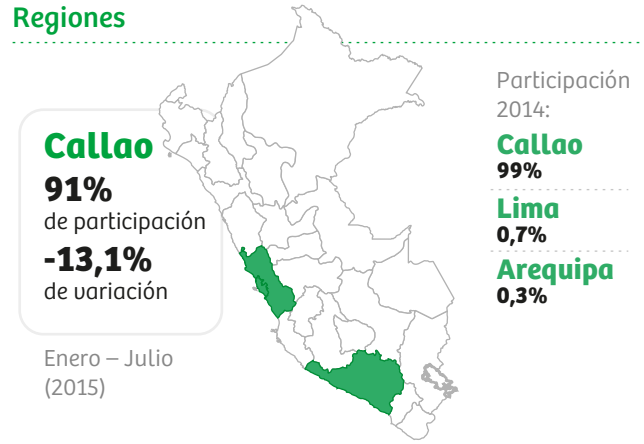 Regiones
Callao
91%
de participación
-13,1%
de variación
Enero – Julio
(2015)
Participación
2014:
Callao
99%
Lima
0,7%
Arequipa
0,3%